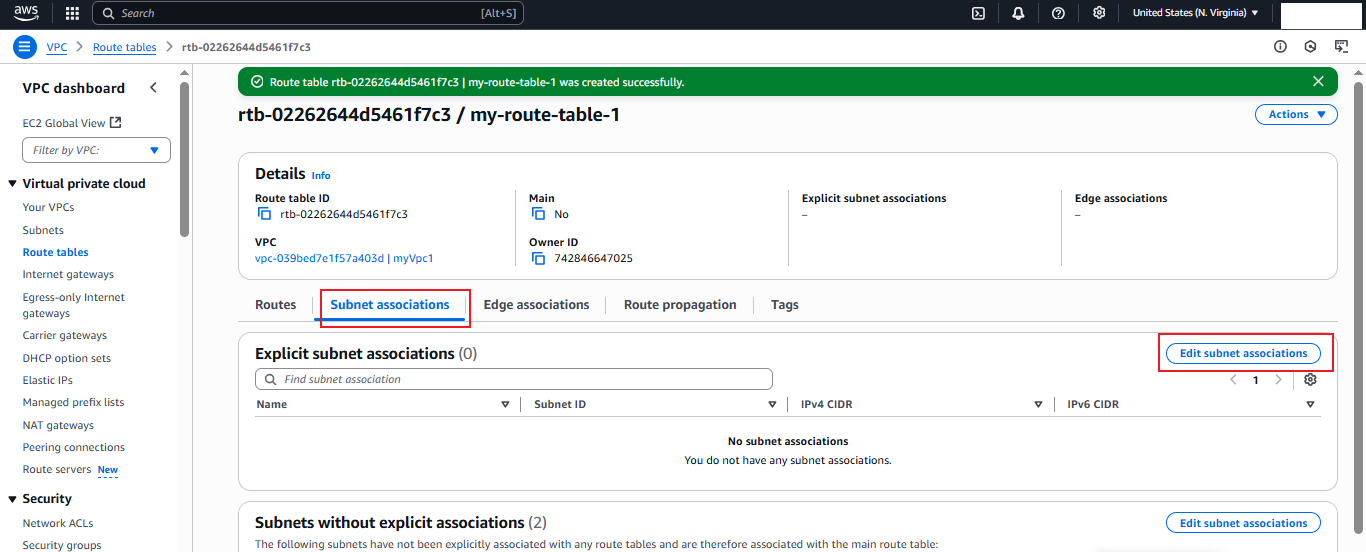 aws
Search [Alt+S] United States (N. Virginia)
VPC Route tables rtb-02262644d5461f7c3
VPC dashboard
EC2 Global View
Filter by VPC:
Virtual private cloud
Your VPCs
Subnets
Route tables
Internet gateways
Egress-only Internet
gateways
Carrier gateways
DHCP option sets
Elastic IPs
Managed prefix lists
NAT gateways
Peering connections
Route servers New
Security
Network ACLs
Security groups
Route table rtb-02262644d5461f7c3 | my-route-table-1 was created successfully.
rtb-02262644d5461f7c3 / my-route-table-1
Actions
Details Info
Route table ID
rtb-02262644d5461f7c3
Main
No
Explicit subnet associations
–
Edge associations
–
VPC
vpc-039bed7e1f57a403d | myVpc1
Owner ID
742846647025
Routes Subnet associations Edge associations Route propagation Tags
Explicit subnet associations (0)
Edit subnet associations
Find subnet association
1
Name Subnet ID IPv4 CIDR IPv6 CIDR
No subnet associations
You do not have any subnet associations.
Subnets without explicit associations (2)
Edit subnet associations
The following subnets have not been explicitly associated with any route tables and are therefore associated with the main route table: